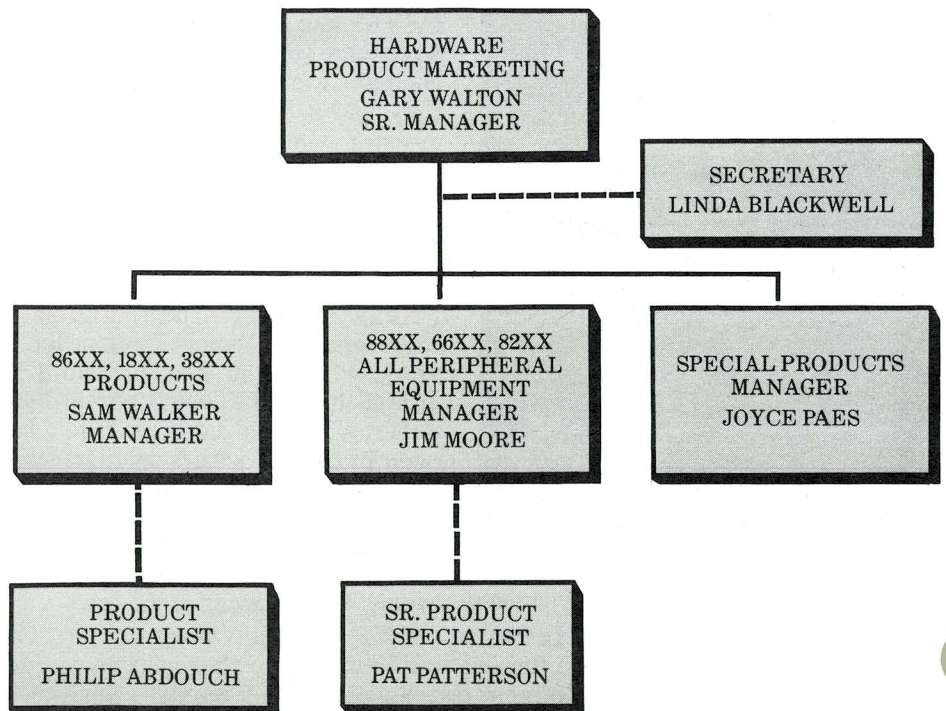 HARDWARE
PRODUCT MARKETING
GARY WALTON
SR. MANAGER
SECRETARY
LINDA BLACKWELL
86XX, 18XX, 38XX
PRODUCTS
SAM WALKER
MANAGER
88XX, 66XX, 82XX
ALL PERIPHERAL
EQUIPMENT
MANAGER
JIM MOORE
SPECIAL PRODUCTS
MANAGER
JOYCE PAES
PRODUCT
SPECIALIST
PHILIP ABDOUCH
SR. PRODUCT
SPECIALIST
PAT PATTERSON